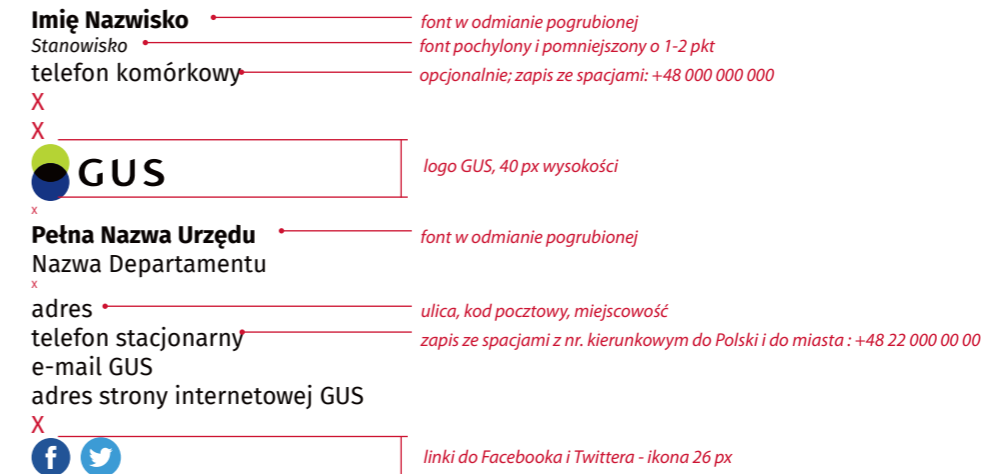 Imię Nazwisko font w odmianie pogrubionej
Stanowisko font pochylony i pomniejszony o 1-2 pkt
telefon komórkowy opcjonalnie; zapis ze spacjami: +48 000 000 000
X
X
GUS logo GUS, 40 px wysokości
x
Pełna Nazwa Urzędu font w odmianie pogrubionej
Nazwa Departamentu
x
adres ulica, kod pocztowy, miejscowość
telefon stacjonarny zapis ze spacjami z nr. kierunkowym do Polski i do miasta : +48 22 000 00 00
e-mail GUS
adres strony internetowej GUS
X
f linki do Facebooka i Twittera - ikona 26 px